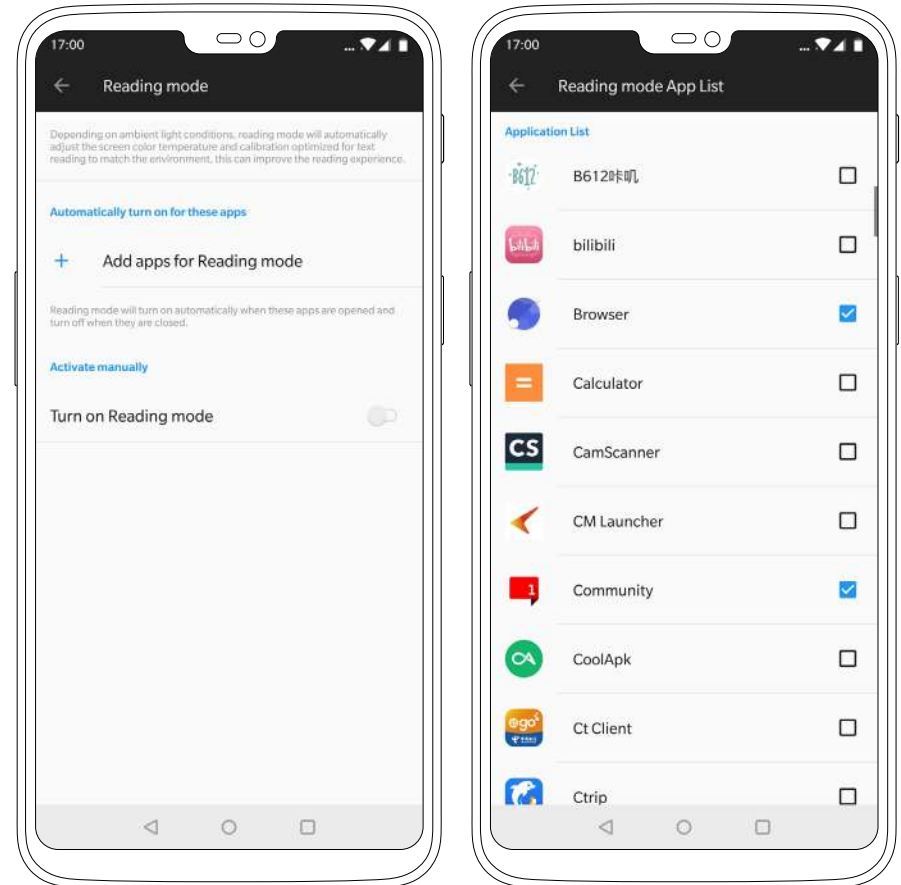 17:00
...
Reading mode
Depending on ambient light conditions, reading mode will automatically
adjust the screen color temperature and calibration optimized for text
reading to match the environment, this can improve the reading experience.
Automatically turn on for these apps
+ Add apps for Reading mode
Reading mode will turn on automatically when these apps are opened and
turn off when they are closed.
Activate manually
Turn on Reading mode
17:00
...
Reading mode App List
Application List
B612 B612咔叽
bilibili bilibili
Browser
= Calculator
CS CamScanner
CM Launcher
1 Community
CoolApk
ego Ct Client
Ctrip